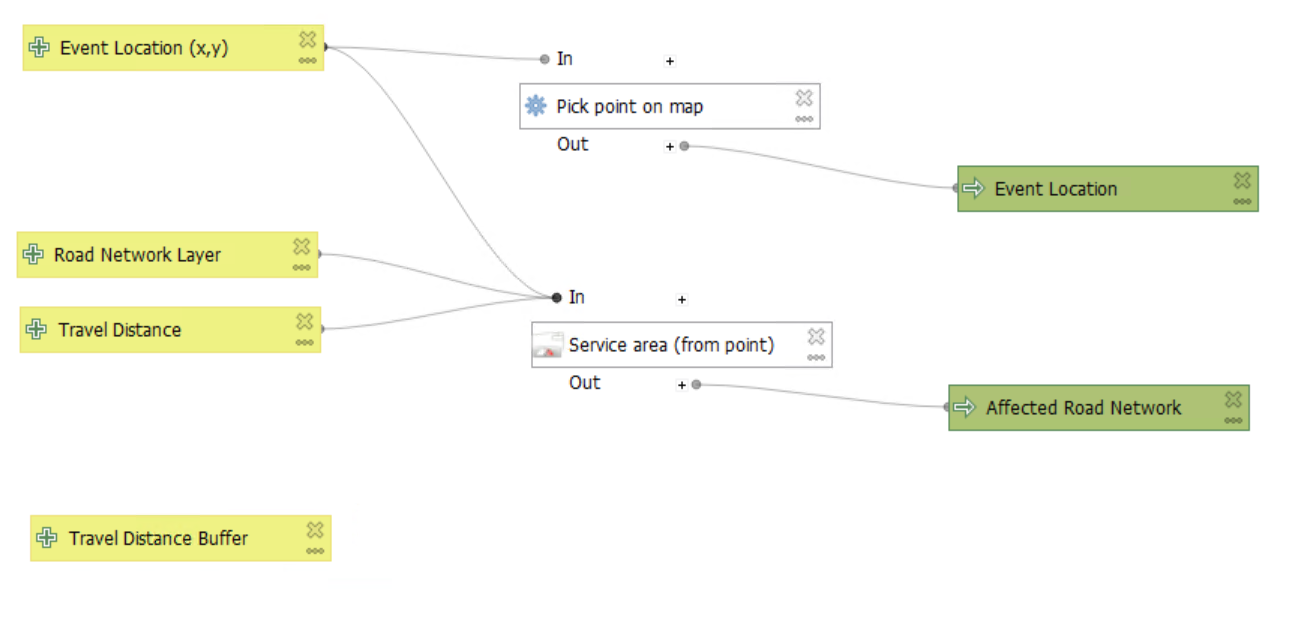 Event Location (x,y)
In +
Pick point on map
Out +
Event Location
Road Network Layer
In +
Travel Distance
Service area (from point)
Out +
Affected Road Network
Travel Distance Buffer